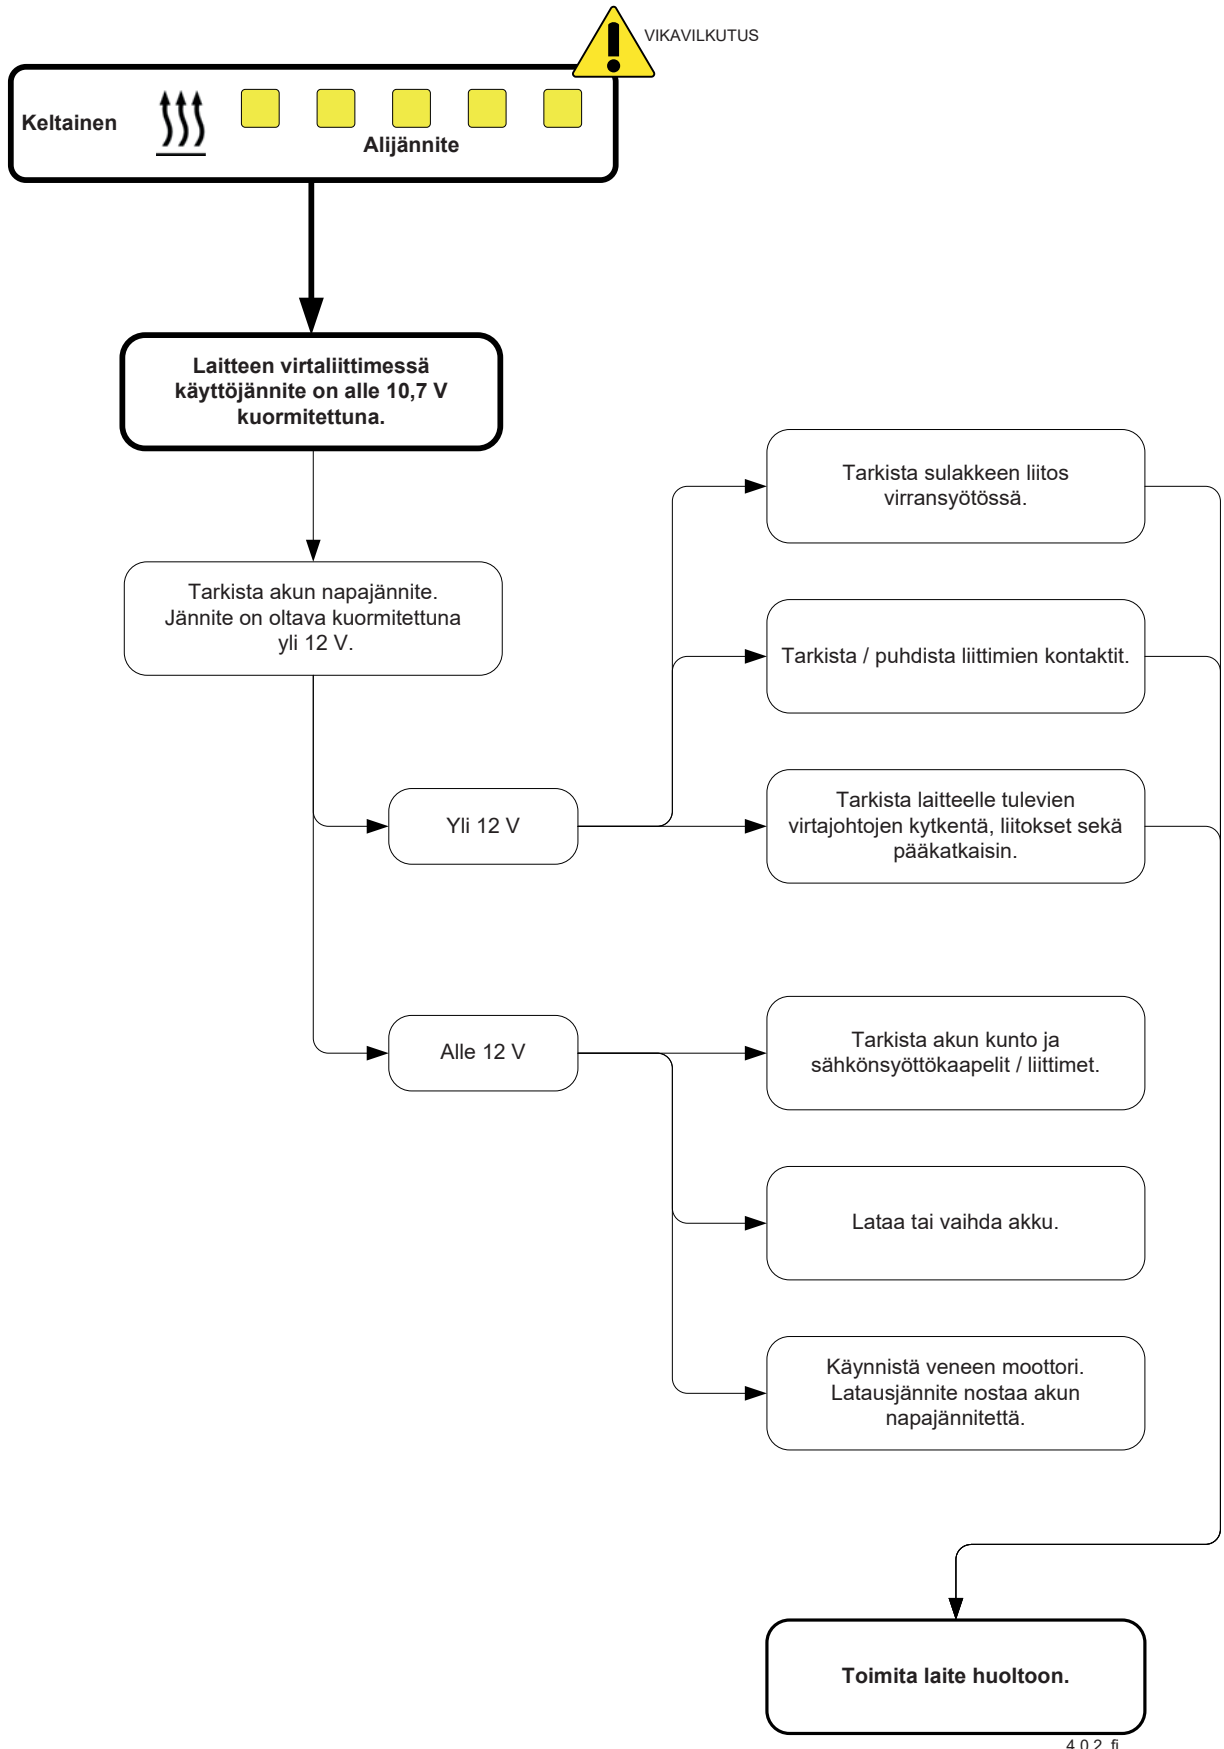 VIKAVILKUTUS
Keltainen
Alijännite
Laitteen virtaliittimessä
käyttöjännite on alle 10,7 V
kuormitettuna.
Tarkista akun napajännite.
Jännite on oltava kuormitettuna
yli 12 V.
Yli 12 V
Tarkista sulakkeen liitos
virransyötössä.
Tarkista / puhdista liittimien kontaktit.
Tarkista laitteelle tulevien
virtajohtojen kytkentä, liitokset sekä
pääkatkaisin.
Alle 12 V
Tarkista akun kunto ja
sähkönsyöttökaapelit / liittimet.
Lataa tai vaihda akku.
Käynnistä veneen moottori.
Latausjännite nostaa akun
napajännitettä.
Toimita laite huoltoon.
4.0.2_fi